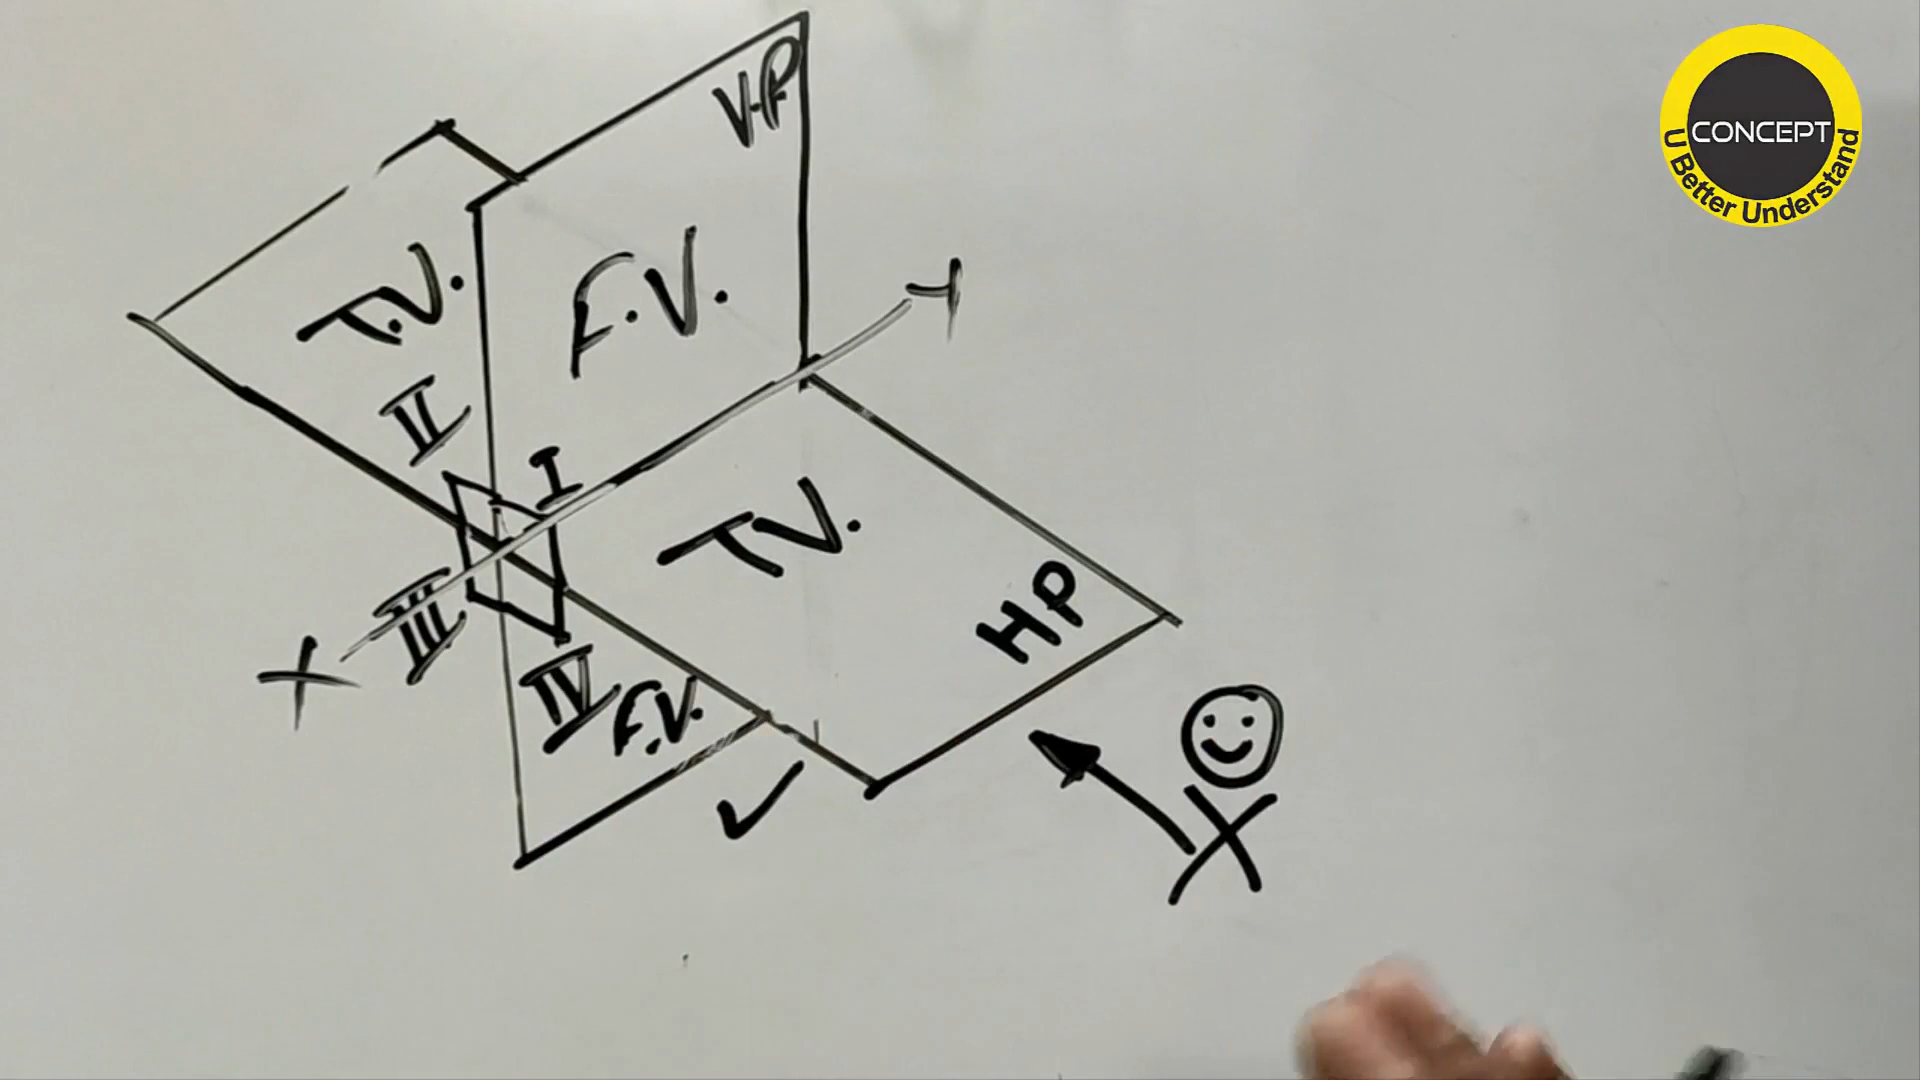 V.P
T.V.
F.V.
Y
II
I
T.V.
HP
III
X
IV
F.V.
CONCEPT
U Better Understand